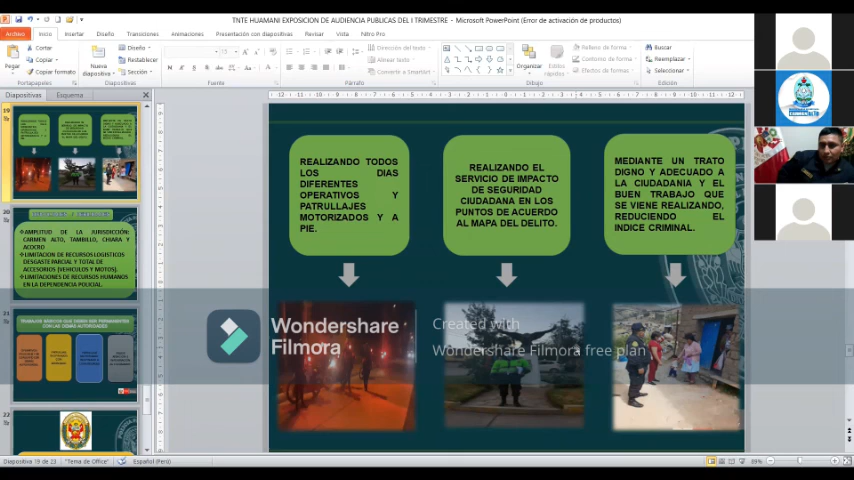 TNTE HUAMANI EXPOSICION DE AUDIENCIA PUBLICAS DEL I TRIMESTRE - Microsoft PowerPoint (Error de activación de productos)
Archivo Inicio Insertar Diseño Transiciones Animaciones Presentación con diapositivas Revisar Vista Nitro Pro
Pegar
Cortar
Copiar
Copiar formato
Portapapeles
Nueva diapositiva
Diseño
Restablecer
Sección
Diapositivas
Fuente
Párrafo
Dirección del texto
Alinear texto
Convertir a SmartArt
Organizar
Estilos rápidos
Relleno de forma
Contorno de forma
Efectos de formas
Dibujo
Buscar
Reemplazar
Seleccionar
Edición
Diapositivas Esquema
19
20
AMPLITUD DE LA JURISDICCIÓN:
CARMEN ALTO, TAMBILLO, CHIARA Y
ACOCRO
LIMITACION DE RECURSOS LOGISTICOS
DESGASTE PARCIAL Y TOTAL DE
ACCESORIOS (VEHICULOS Y MOTOS).
LIMITACIONES DE RECURSOS HUMANOS
EN LA DEPENDENCIA POLICIAL.
21
22
REALIZANDO TODOS
LOS DIAS
DIFERENTES
OPERATIVOS Y
PATRULLAJES
MOTORIZADOS Y A
PIE.
REALIZANDO EL
SERVICIO DE IMPACTO
DE SEGURIDAD
CIUDADANA EN LOS
PUNTOS DE ACUERDO
AL MAPA DEL DELITO.
MEDIANTE UN TRATO
DIGNO Y ADECUADO A
LA CIUDADANIA Y EL
BUEN TRABAJO QUE
SE VIENE REALIZANDO,
REDUCIENDO EL
INDICE CRIMINAL.
Wondershare
Filmora
Created with
Wondershare Filmora free plan
Diapositiva 19 de 23
"Tema de Office"
Español (Perú)
89%